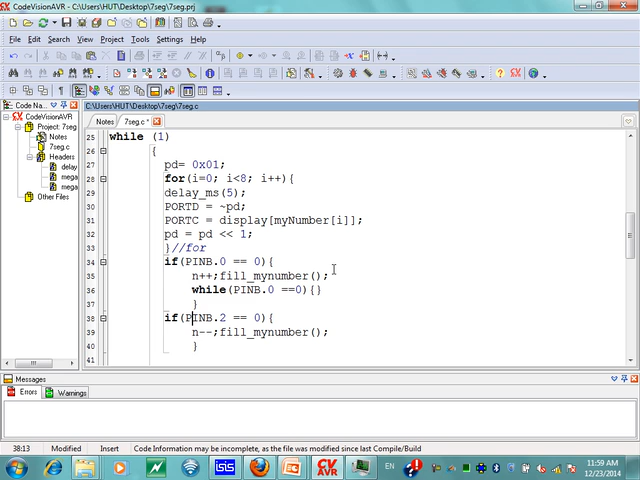 CodeVisionAVR - C:\Users\HUT\Desktop\7seg\7seg.prj
File Edit Search View Project Tools Settings Help
Code Na...
C:\Users\HUT\Desktop\7seg\7seg.c
CodeVisionAVR
Project: 7seg
Notes
7seg.c
Headers
delay
mega
mega
Other Files
Notes 7seg.c
25 while (1)
26 {
27 pd= 0x01;
28 for(i=0; i<8; i++){
29 delay_ms(5);
30 PORTD = ~pd;
31 PORTC = display[myNumber[i]];
32 pd = pd << 1;
33 }//for
34 if(PINB.0 == 0){
35 n++;fill_mynumber();
36 while(PINB.0 ==0){}
37 }
38 if(PINB.2 == 0){
39 n--;fill_mynumber();
40 }
41
Messages
Errors Warnings
38:13 Modified Insert Code Information may be incomplete, as the file was modified since last Compile/Build
ISIS
CV AVR
EN
11:59 AM
12/23/2014